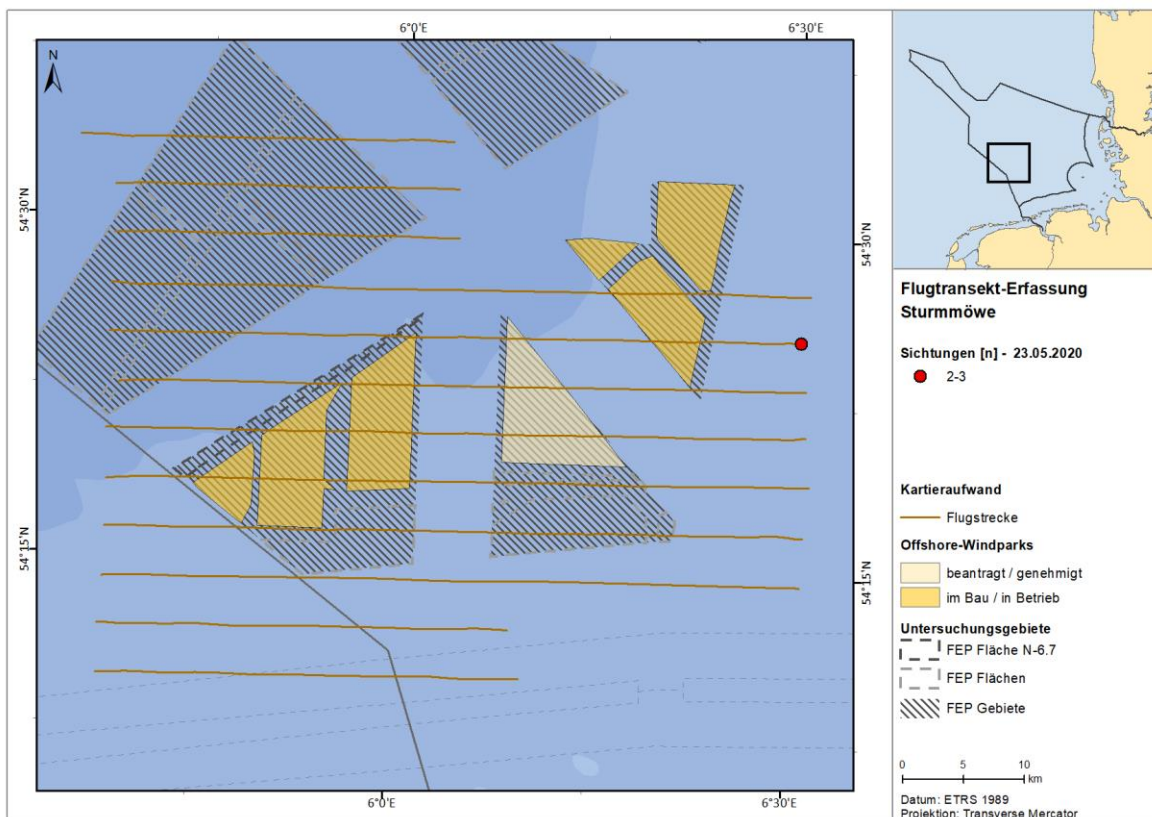 6°0'E
6°30'E
N
54°30'N
54°30'N
54°15'N
54°15'N
6°0'E
6°30'E
Flugtransekt-Erfassung
Sturmmöwe
Sichtungen [n] - 23.05.2020
2-3
Kartieraufwand
Flugstrecke
Offshore-Windparks
beantragt / genehmigt
im Bau / in Betrieb
Untersuchungsgebiete
FEP Fläche N-6.7
FEP Flächen
FEP Gebiete
0 5 10
km
Datum: ETRS 1989
Projektion: Transverse Mercator